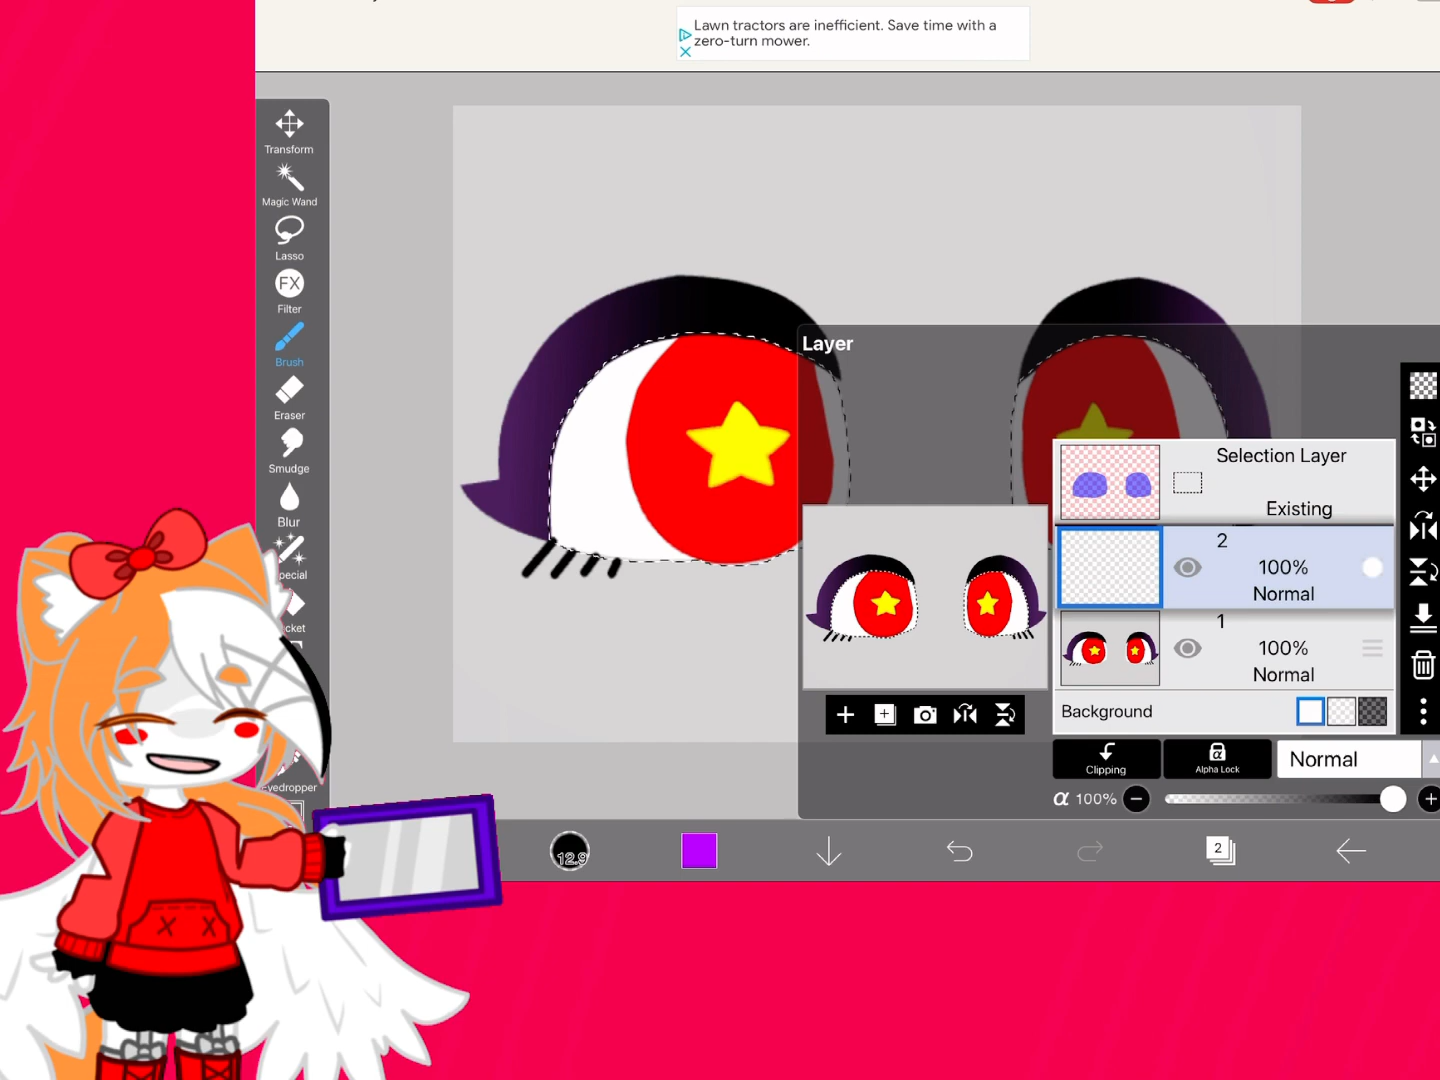 Lawn tractors are inefficient. Save time with a
zero-turn mower.
Transform
Magic Wand
Lasso
FX
Filter
Brush
Eraser
Smudge
Blur
Layer
Selection Layer
Existing
2
100%
Normal
1
100%
Normal
Background
Clipping
α
Alpha Lock
Normal
α 100%
12.9
2